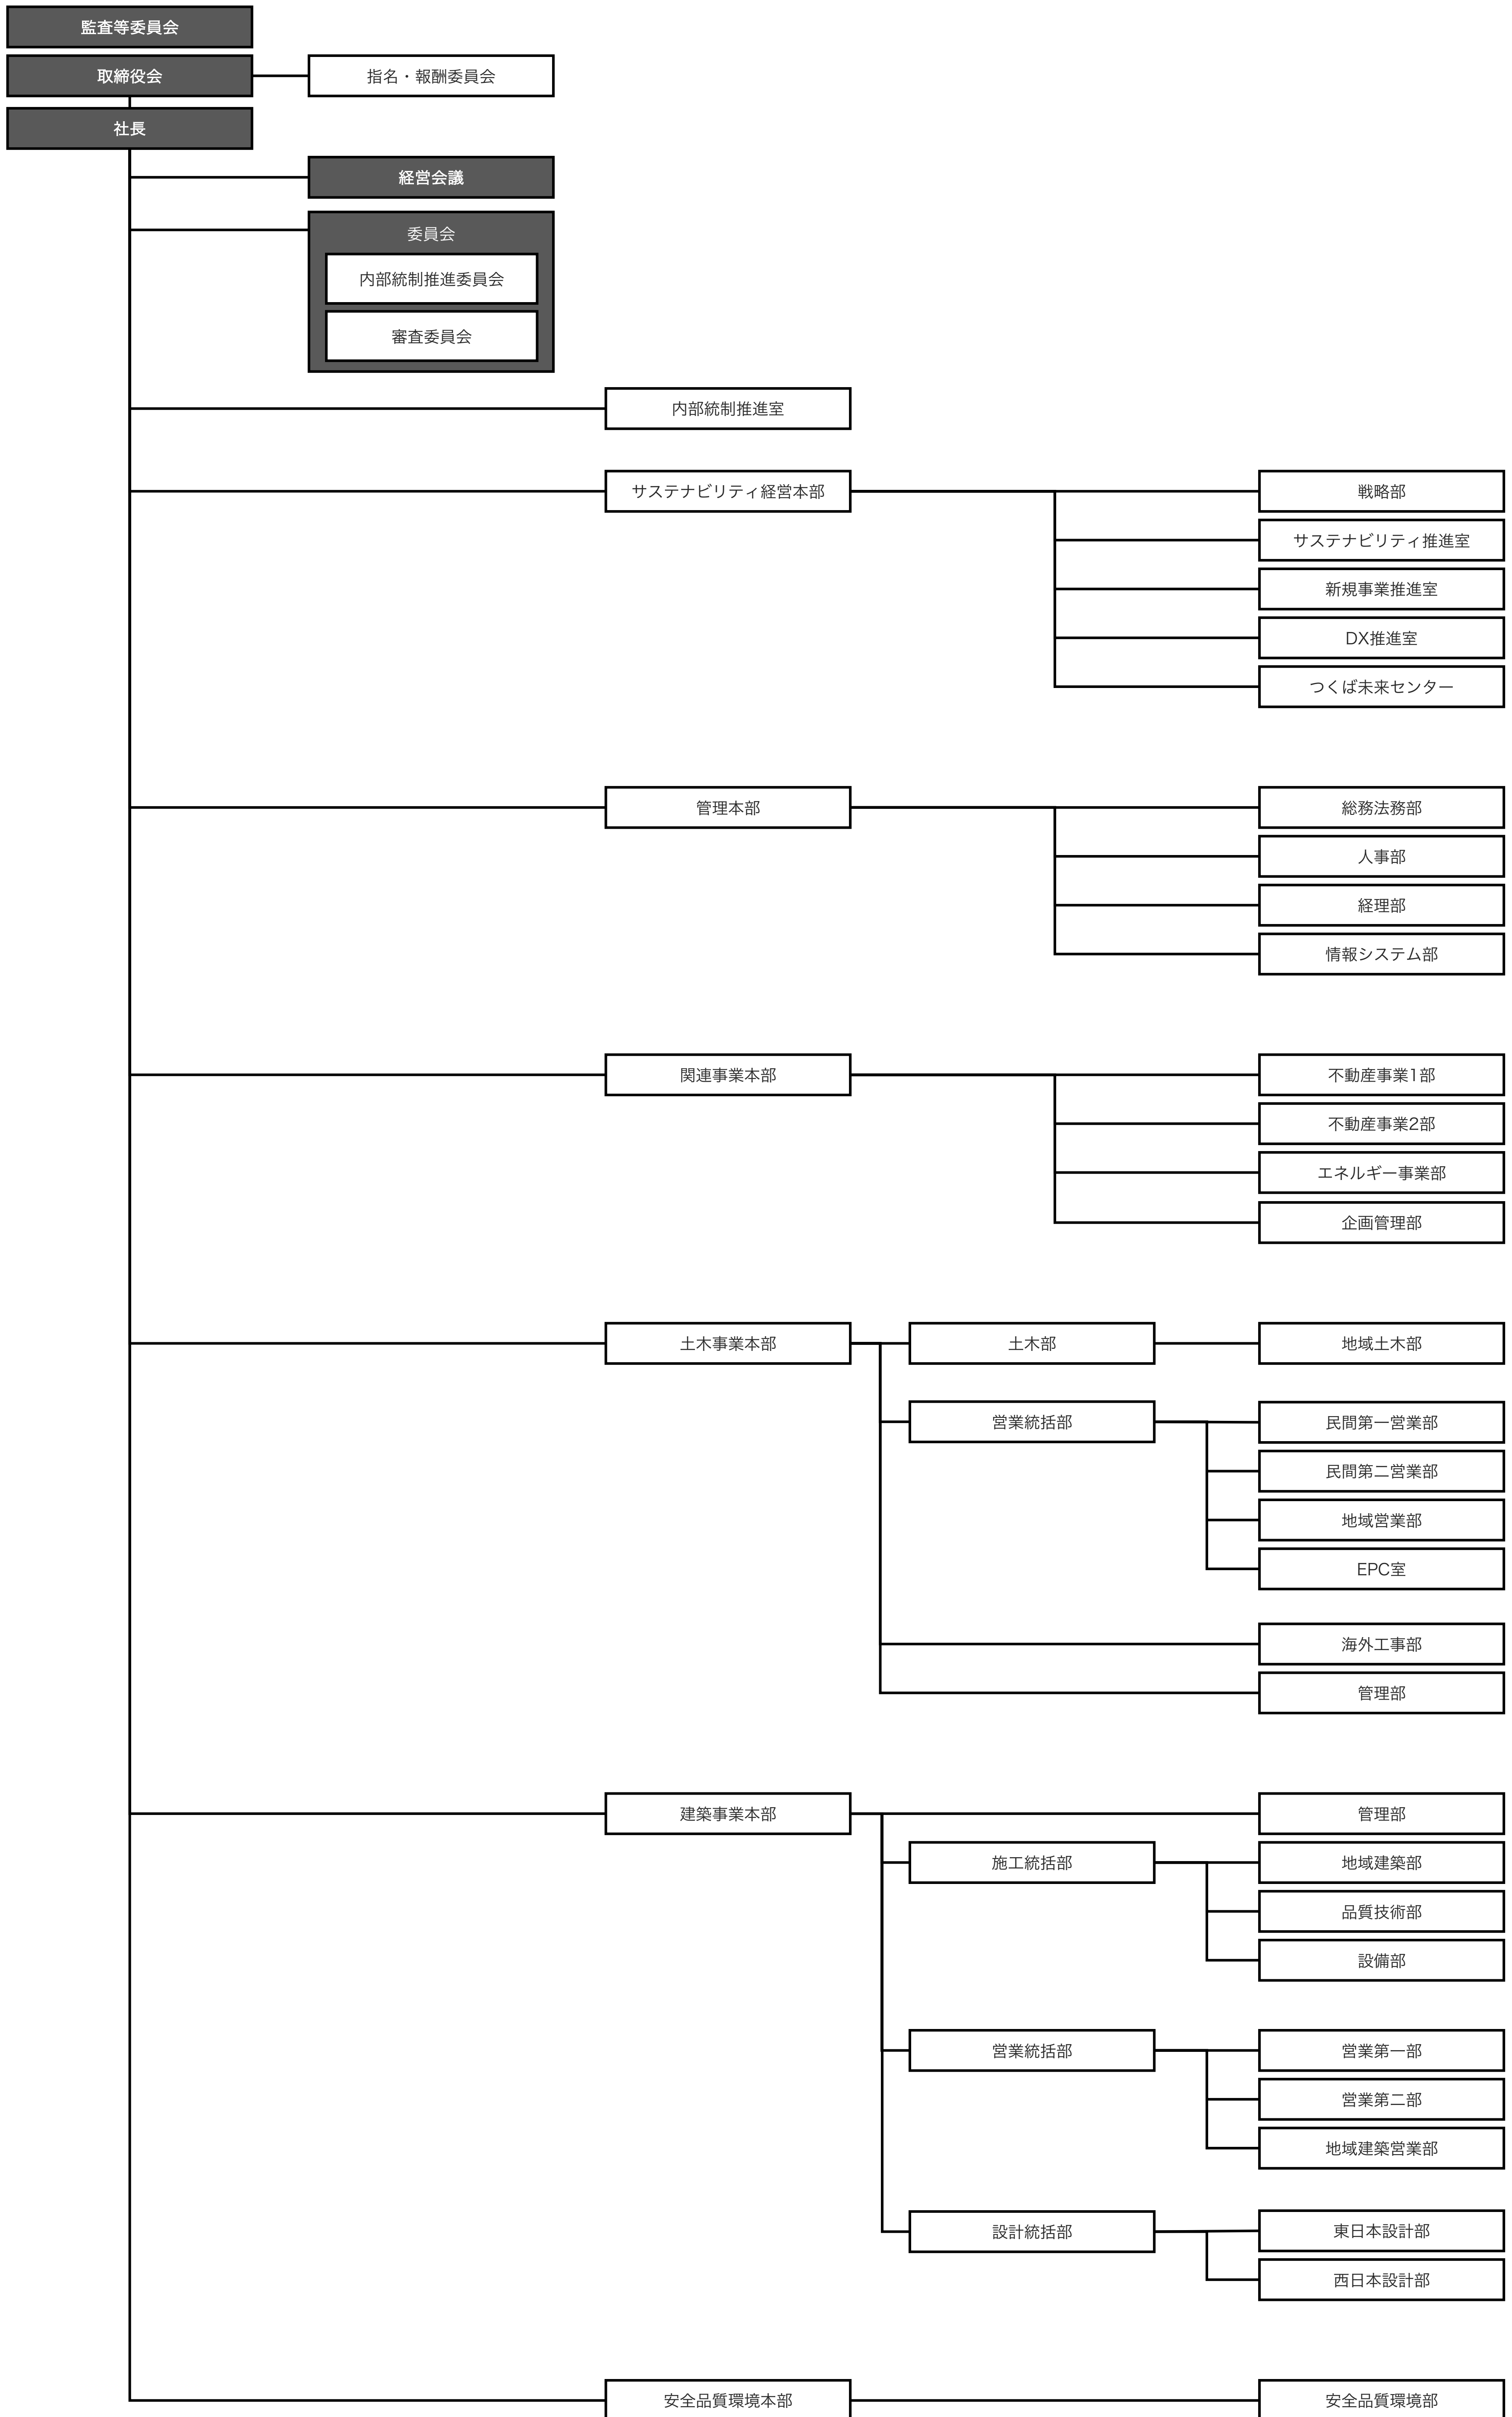 監査等委員会
取締役会
指名・報酬委員会
社長
経営会議
委員会
内部統制推進委員会
審査委員会
内部統制推進室
サステナビリティ経営本部
戦略部
サステナビリティ推進室
新規事業推進室
DX推進室
つくば未来センター
管理本部
総務法務部
人事部
経理部
情報システム部
関連事業本部
不動産事業1部
不動産事業2部
エネルギー事業部
企画管理部
土木事業本部
土木部
地域土木部
営業統括部
民間第一営業部
民間第二営業部
地域営業部
EPC室
海外工事部
管理部
建築事業本部
管理部
施工統括部
地域建築部
品質技術部
設備部
営業統括部
営業第一部
営業第二部
地域建築営業部
設計統括部
東日本設計部
西日本設計部
安全品質環境本部
安全品質環境部